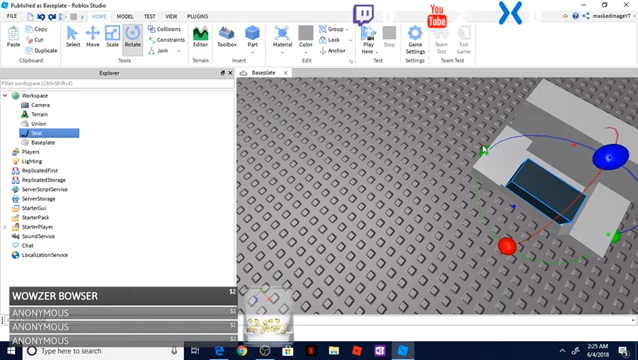 Published as Baseplate - Roblox Studio
HOME MODEL TEST VIEW PLUGINS
maskedmageYT
Paste
Copy
Cut
Duplicate
Select Move Scale Rotate
Collisions
Constraints
Join
Editor Toolbox Part
Material Color
Group
Lock
Anchor
Play Here Stop
Game Settings
Team Test
Exit Game
Clipboard Tools Terrain Insert Edit Test Settings Team Test
You Tube
Explorer
Baseplate
Filter workspace (Ctrl+Shift+X)
Workspace
Camera
Terrain
Union
Seat
Baseplate
Players
Lighting
ReplicatedFirst
ReplicatedStorage
ServerScriptService
ServerStorage
StarterGui
StarterPack
StarterPlayer
SoundService
Chat
LocalizationService
WOWZER BOWSER $2
ANONYMOUS $1
ANONYMOUS $1
ANONYMOUS $1
Type here to search
2:25 AM
6/4/2018